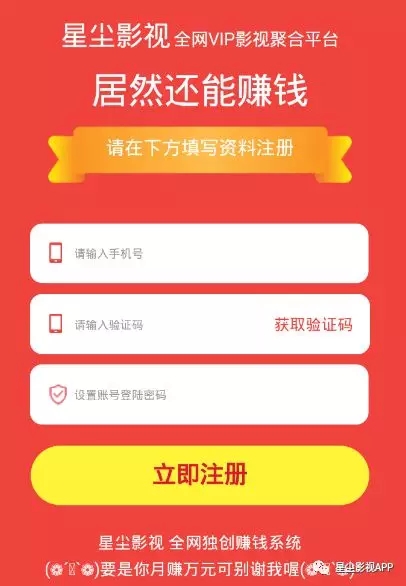 星尘影视 全网VIP影视聚合平台
居然还能赚钱
请在下方填写资料注册
请输入手机号
请输入验证码 获取验证码
设置账号登陆密码
立即注册
星尘影视 全网独创赚钱系统
要是你月赚万元可别谢我喔
星尘影视APP